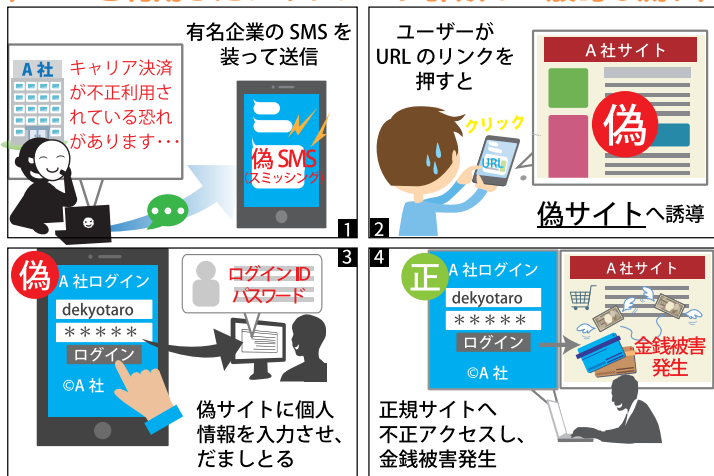 有名企業の SMS を
装って送信
A 社
キャリア決済
が不正利用さ
れている恐れ
があります･･･
偽 SMS
(スミッシング)
1
ユーザーが
URL のリンクを
押すと
クリック
URL
A 社サイト
偽
偽サイトへ誘導
2
偽
A 社ログイン
dekyotaro
＊＊＊＊＊
ログイン
©A 社
ログイン ID
パスワード
偽サイトに個人
情報を入力させ、
だましとる
3
4
正
A 社ログイン
dekyotaro
＊＊＊＊＊
ログイン
©A 社
A 社サイト
金銭被害
発生
正規サイトへ
不正アクセスし、
金銭被害発生